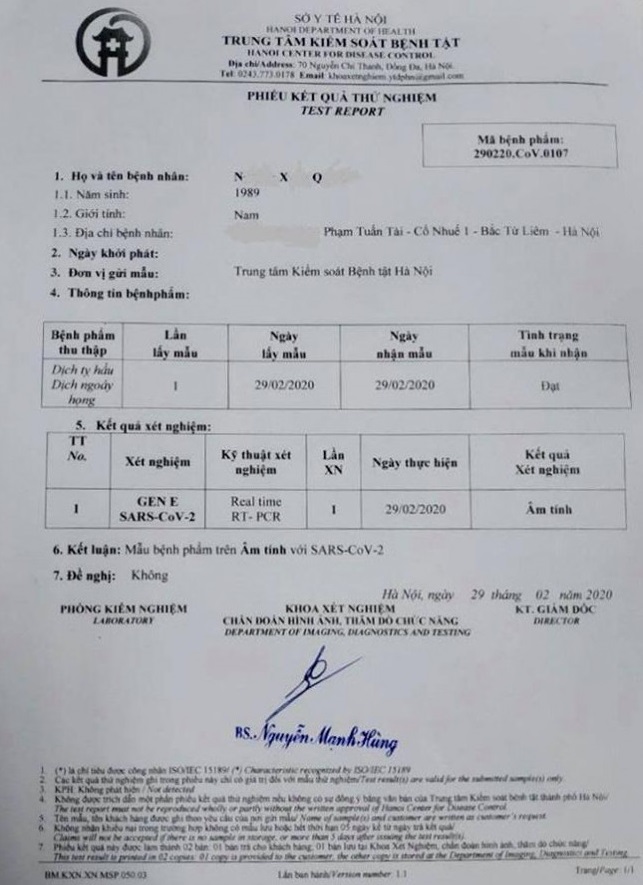 SỞ Y TẾ HÀ NỘI
HANOI DEPARTMENT OF HEALTH
TRUNG TÂM KIỂM SOÁT BỆNH TẬT
HANOI CENTER FOR DISEASE CONTROL
Địa chỉ/Address: 70 Nguyễn Chí Thanh, Đống Đa, Hà Nội.
Tel: 0243.773.0178 Email: khoaxetnghiem.ytdphn@gmail.com
PHIẾU KẾT QUẢ THỬ NGHIỆM
TEST REPORT
Mã bệnh phẩm:
290220.CoV.0107
1. Họ và tên bệnh nhân: N X Q
1.1. Năm sinh: 1989
1.2. Giới tính: Nam
1.3. Địa chỉ bệnh nhân: Phạm Tuấn Tài - Cổ Nhuế 1 - Bắc Từ Liêm - Hà Nội
2. Ngày khởi phát:
3. Đơn vị gửi mẫu: Trung tâm Kiểm soát Bệnh tật Hà Nội
4. Thông tin bệnhphẩm:
Bệnh phẩm thu thập Lần lấy mẫu Ngày lấy mẫu Ngày nhận mẫu Tình trạng mẫu khi nhận
Dịch tỵ hầu Dịch ngoáy họng 1 29/02/2020 29/02/2020 Đạt
5. Kết quả xét nghiệm:
TT No. Xét nghiệm Kỹ thuật xét nghiệm Lần XN Ngày thực hiện Kết quả Xét nghiệm
1 GEN E SARS-CoV-2 Real time RT- PCR 1 29/02/2020 Âm tính
6. Kết luận: Mẫu bệnh phẩm trên Âm tính với SARS-CoV-2
7. Đề nghị: Không
Hà Nội, ngày 29 tháng 02 năm 2020
PHÒNG KIỂM NGHIỆM KHOA XÉT NGHIỆM KT. GIÁM ĐỐC
LABORATORY CHẨN ĐOÁN HÌNH ẢNH, THĂM DÒ CHỨC NĂNG DIRECTOR
DEPARTMENT OF IMAGING, DIAGNOSTICS AND TESTING
BS. Nguyễn Mạnh Hùng
1. (*) là chỉ tiêu được công nhận ISO/IEC 15189/ (*) Characteristic recognized by ISO/IEC 15189
2. Các kết quả thử nghiệm ghi trong phiếu này chỉ có giá trị đối với mẫu thử nghiệm/Test result(s) are valid for the submitted sample(s) only.
3. KPH: Không phát hiện / Not detected
4. Không được trích dẫn một phần phiếu kết quả thử nghiệm nếu không có sự đồng ý bằng văn bản của Trung tâm Kiểm soát bệnh tật thành phố Hà Nội/
The test report must not be reproduced wholly or partly without the written approval of Hanoi Center for Disease Control.
5. Tên mẫu, tên khách hàng được ghi theo yêu cầu của nơi gửi mẫu/ Name of sample(s) and customer are written as customer's request
6. Không nhận khiếu nại trong trường hợp không có mẫu lưu hoặc hết thời hạn 05 ngày kể từ ngày trả kết quả/
Claims will not be accepted if there is no sample in storage, or more than 5 days after issuing the test result(s).
7. Phiếu kết quả này được làm thành 02 bản: 01 bản trả cho khách hàng, 01 bản lưu tại Khoa Xét Nghiệm, chẩn đoán hình ảnh, thăm dò chức năng/
This test result is printed in 02 copies: 01 copy is provided to the customer, the other copy is stored at the Department of Imaging, Diagnostics and Testing
BM.KXN.XN.MSP.050.03 Lần ban hành/Version number: 1.1 Trang/Page: 1/1